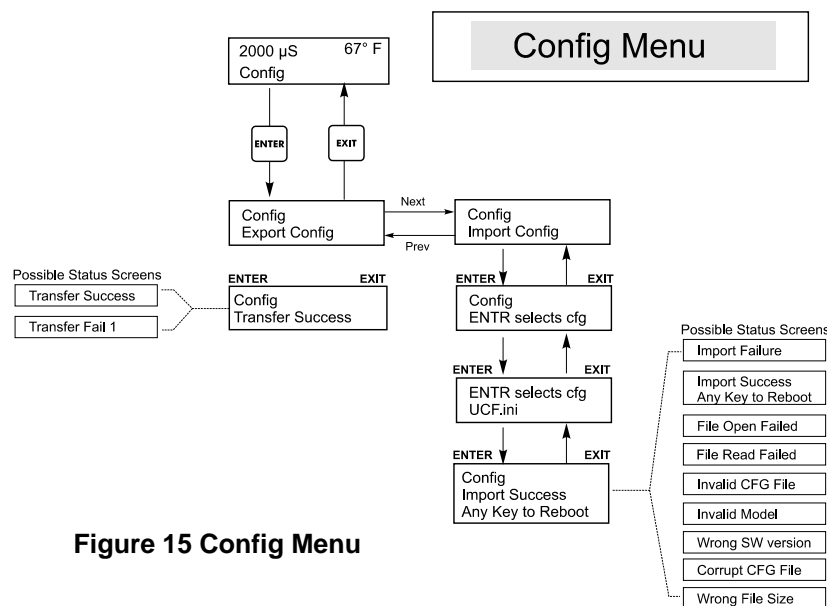 Config Menu
2000 µS 67° F
Config
ENTER EXIT
Config
Export Config
Next
Prev
Config
Import Config
Possible Status Screens
Transfer Success
Transfer Fail 1
ENTER EXIT
Config
Transfer Success
ENTER EXIT
Config
ENTR selects cfg
ENTER EXIT
ENTR selects cfg
UCF.ini
ENTER EXIT
Config
Import Success
Any Key to Reboot
Possible Status Screens
Import Failure
Import Success
Any Key to Reboot
File Open Failed
File Read Failed
Invalid CFG File
Invalid Model
Wrong SW version
Corrupt CFG File
Wrong File Size
Figure 15 Config Menu